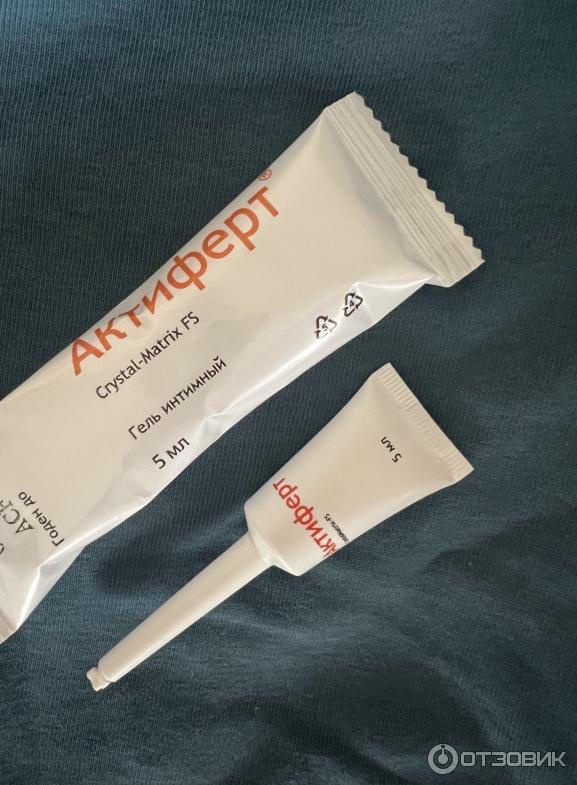 Актиферт®
Crystal-Matrix FS
Гель интимный
5 мл
Годен до
Актиферт
5 мл
ОТЗОВИК